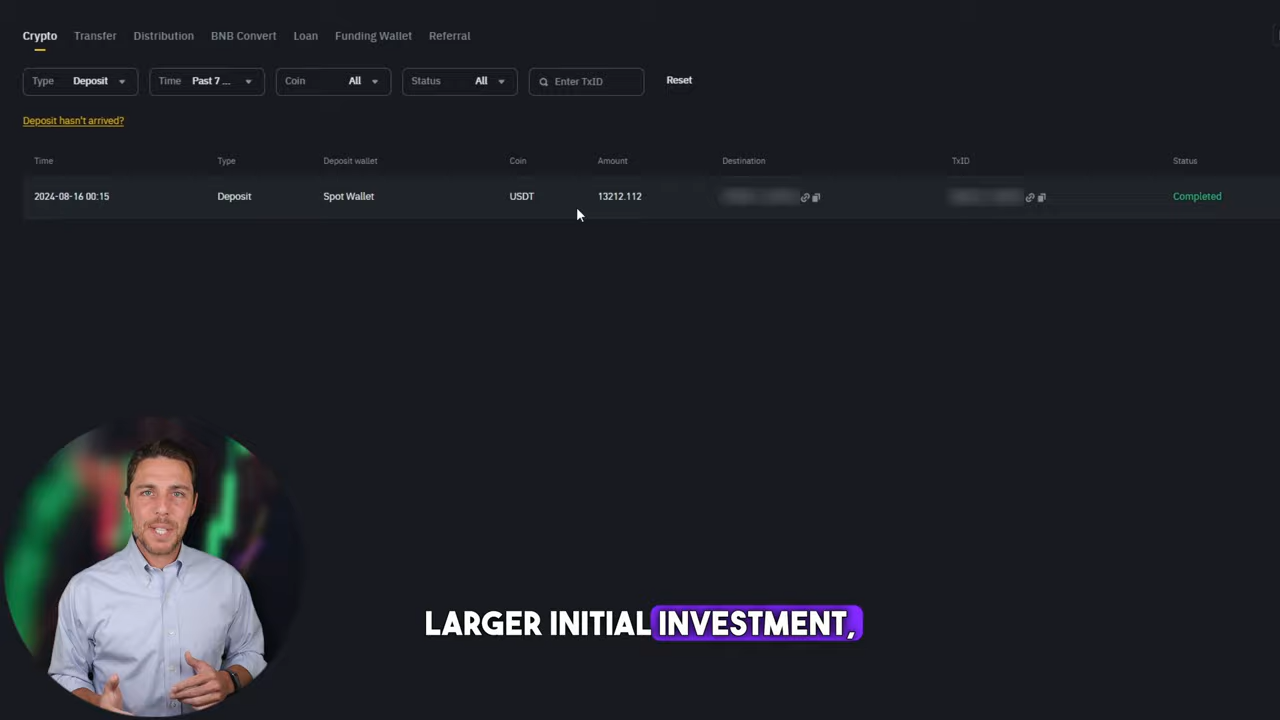 Crypto Transfer Distribution BNB Convert Loan Funding Wallet Referral
Type Deposit Time Past 7 ... Coin All Status All Enter TxID Reset
Deposit hasn't arrived?
Time Type Deposit wallet Coin Amount Destination TxID Status
2024-08-16 00:15 Deposit Spot Wallet USDT 13212.112 Completed
LARGER INITIAL INVESTMENT,